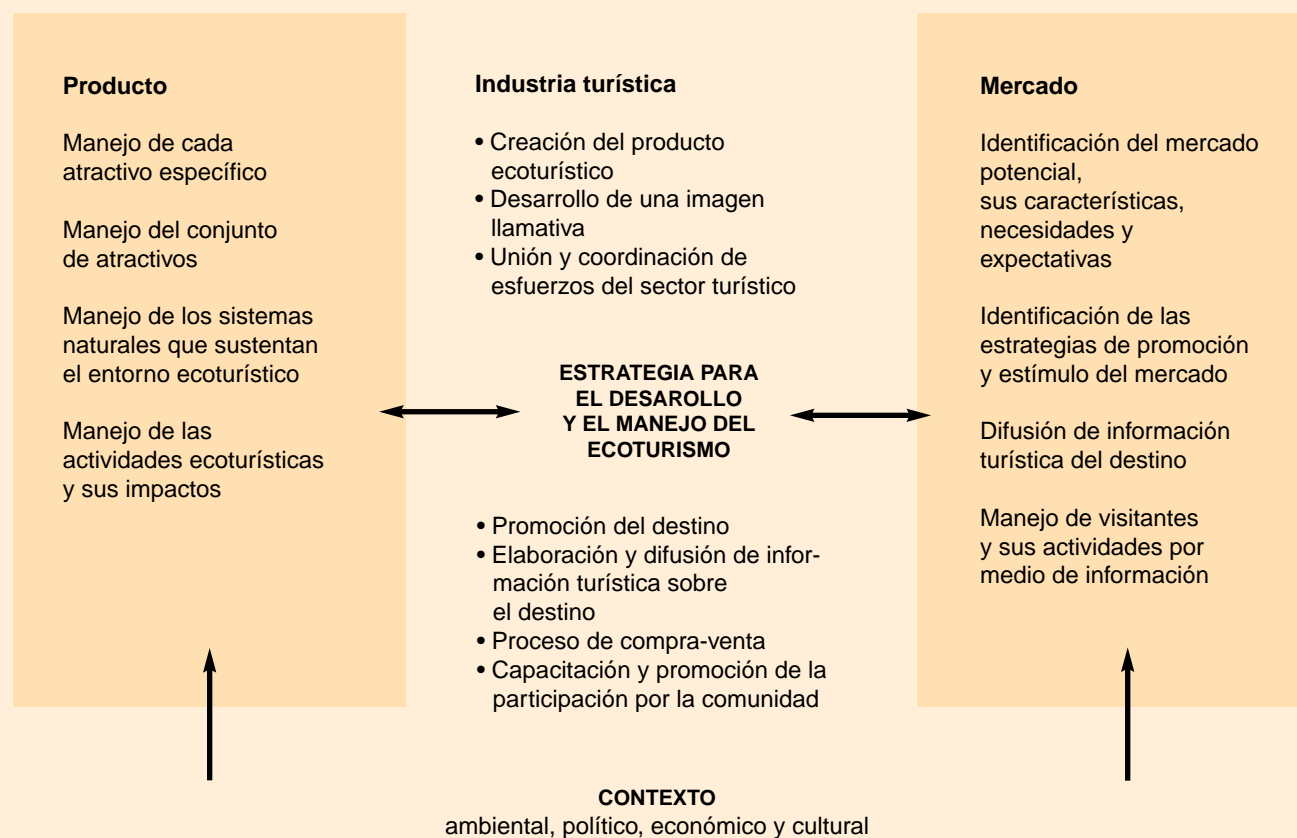 Producto
Manejo de cada
atractivo específico
Manejo del conjunto
de atractivos
Manejo de los sistemas
naturales que sustentan
el entorno ecoturístico
Manejo de las
actividades ecoturísticas
y sus impactos
Industria turística
• Creación del producto
ecoturístico
• Desarrollo de una imagen
llamativa
• Unión y coordinación de
esfuerzos del sector turístico
ESTRATEGIA PARA
EL DESAROLLO
Y EL MANEJO DEL
ECOTURISMO
• Promoción del destino
• Elaboración y difusión de infor-
mación turística sobre
el destino
• Proceso de compra-venta
• Capacitación y promoción de la
participación por la comunidad
Mercado
Identificación del mercado
potencial,
sus características,
necesidades y
expectativas
Identificación de las
estrategias de promoción
y estímulo del mercado
Difusión de información
turística del destino
Manejo de visitantes
y sus actividades por
medio de información
CONTEXTO
ambiental, político, económico y cultural